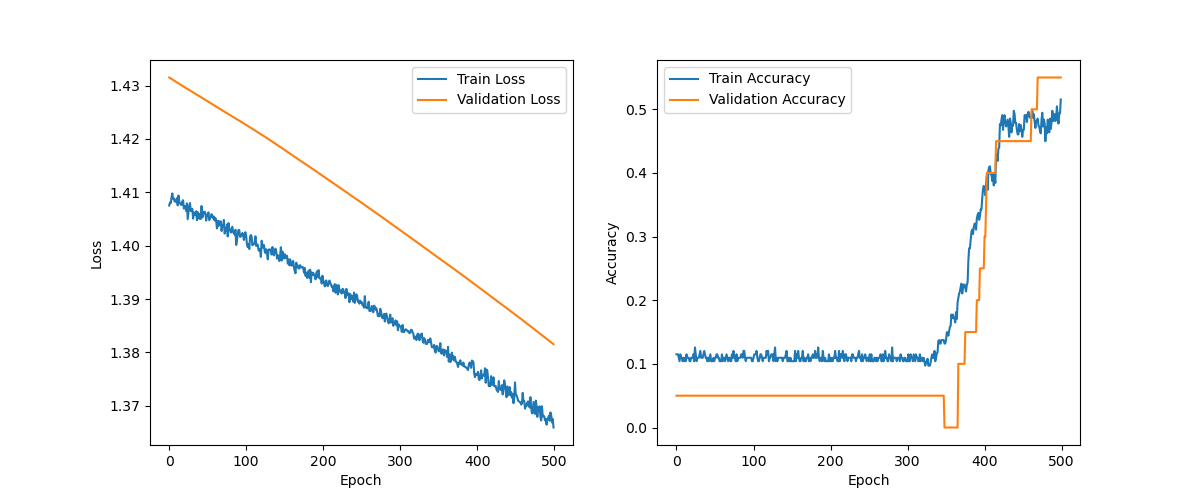 Train Loss
Validation Loss
1.43
1.42
1.41
1.40
1.39
1.38
1.37
Loss
0 100 200 300 400 500
Epoch
Train Accuracy
Validation Accuracy
0.5
0.4
0.3
0.2
0.1
0.0
Accuracy
0 100 200 300 400 500
Epoch